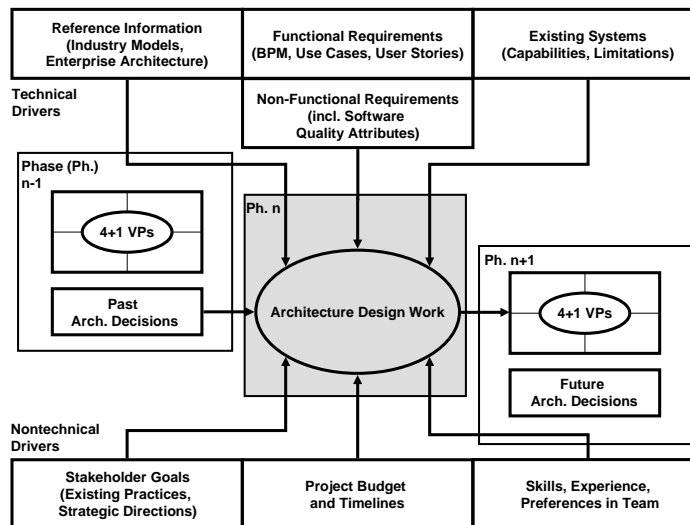 Reference Information
(Industry Models,
Enterprise Architecture)
Functional Requirements
(BPM, Use Cases, User Stories)
Existing Systems
(Capabilities, Limitations)
Technical
Drivers
Non-Functional Requirements
(incl. Software
Quality Attributes)
Phase (Ph.)
n-1
4+1 VPs
Past
Arch. Decisions
Ph. n
Architecture Design Work
Ph. n+1
4+1 VPs
Future
Arch. Decisions
Nontechnical
Drivers
Stakeholder Goals
(Existing Practices,
Strategic Directions)
Project Budget
and Timelines
Skills, Experience,
Preferences in Team